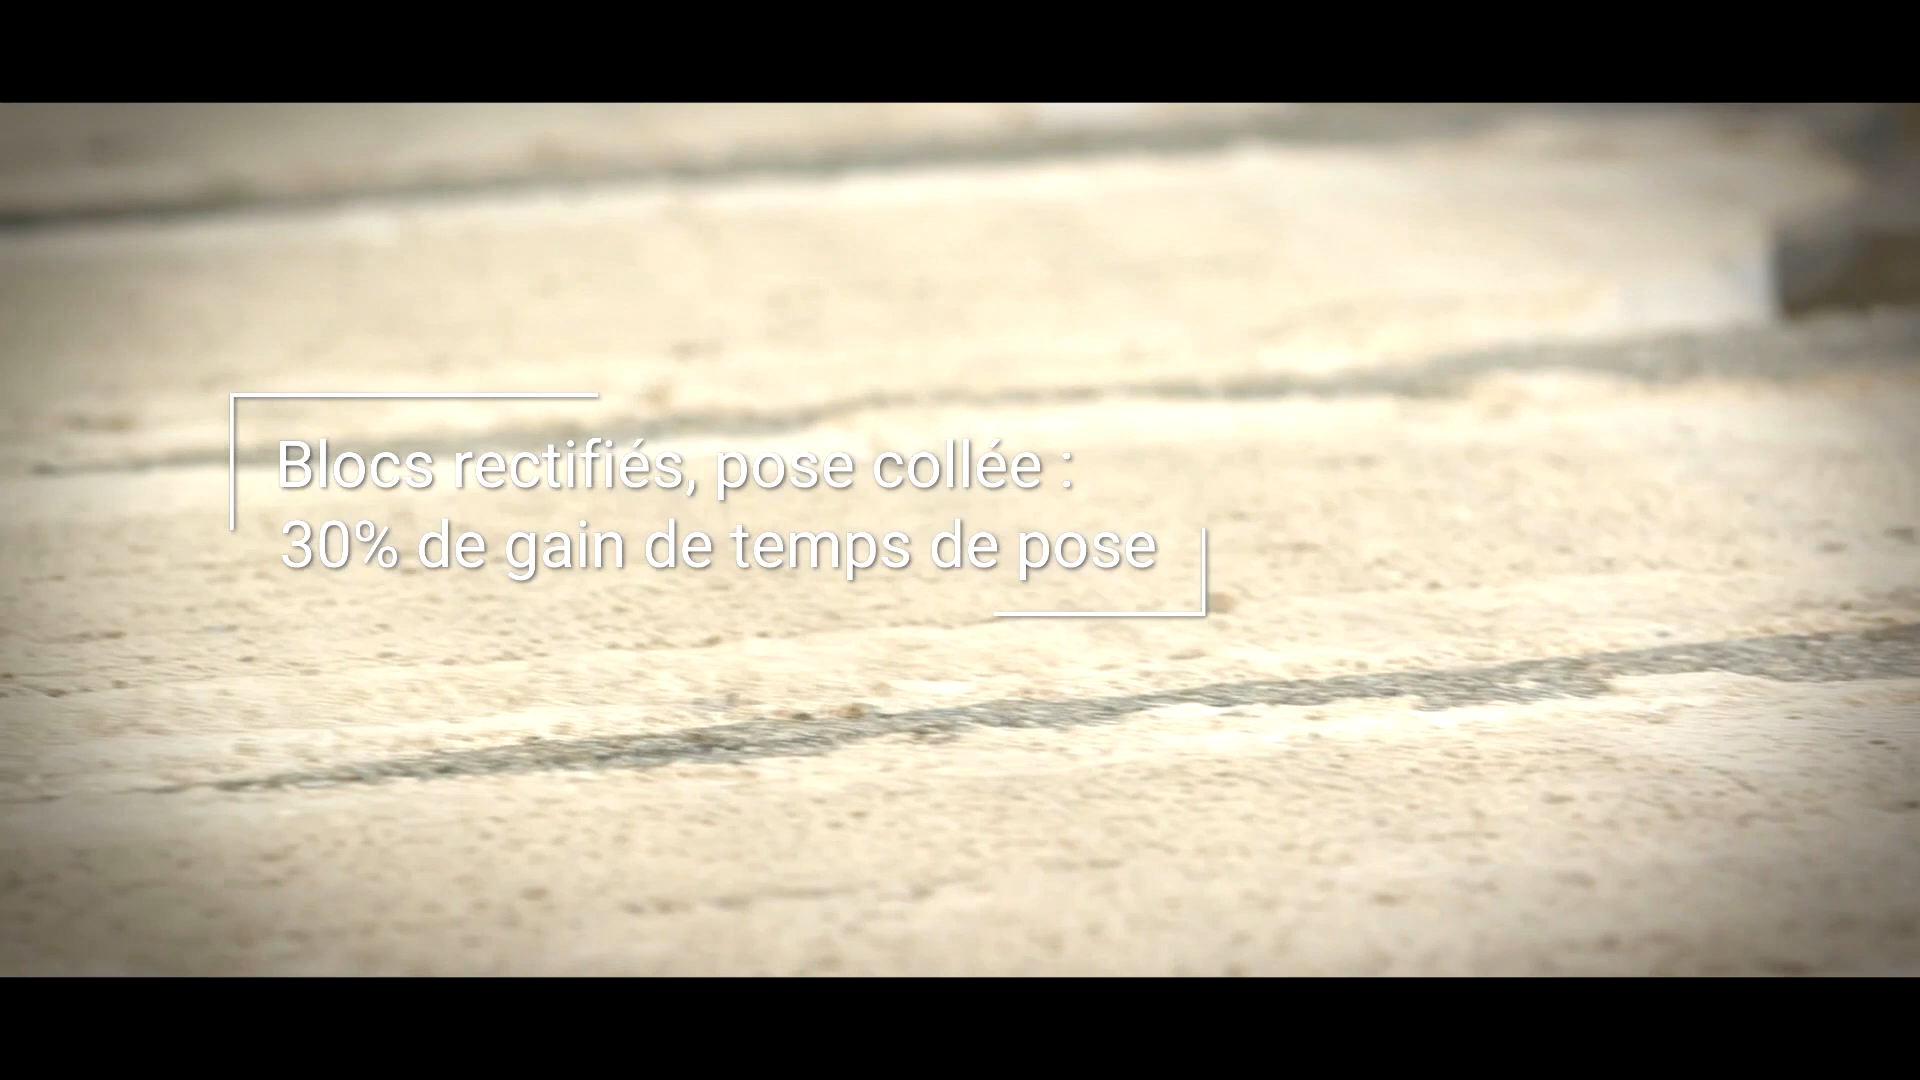 Blocs rectifiés, pose collée :
30% de gain de temps de pose